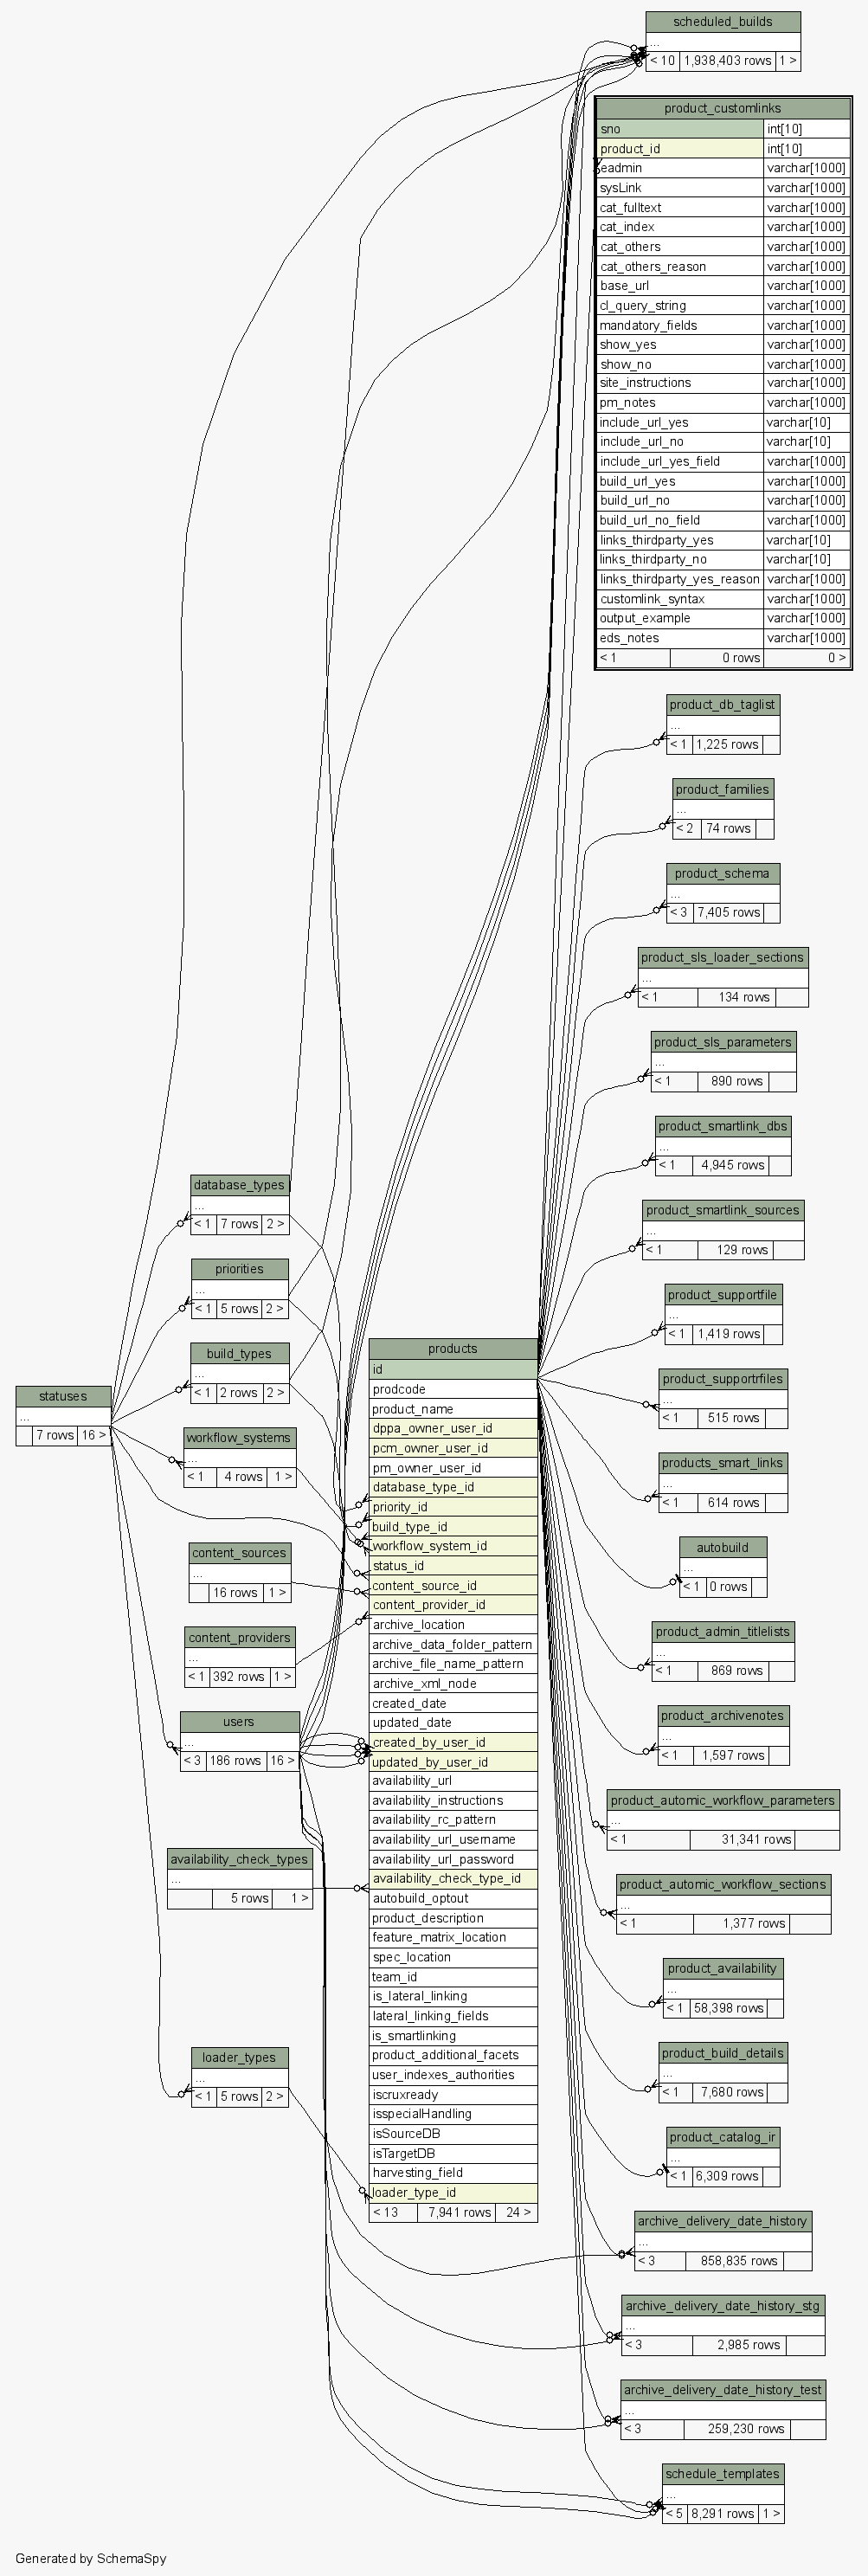 scheduled_builds
...
< 10 1,938,403 rows 1 >
product_customlinks
sno int[10]
product_id int[10]
eadmin varchar[1000]
sysLink varchar[1000]
cat_fulltext varchar[1000]
cat_index varchar[1000]
cat_others varchar[1000]
cat_others_reason varchar[1000]
base_url varchar[1000]
cl_query_string varchar[1000]
mandatory_fields varchar[1000]
show_yes varchar[1000]
show_no varchar[1000]
site_instructions varchar[1000]
pm_notes varchar[1000]
include_url_yes varchar[10]
include_url_no varchar[10]
include_url_yes_field varchar[1000]
build_url_yes varchar[1000]
build_url_no varchar[1000]
build_url_no_field varchar[1000]
links_thirdparty_yes varchar[10]
links_thirdparty_no varchar[10]
links_thirdparty_yes_reason varchar[1000]
customlink_syntax varchar[1000]
output_example varchar[1000]
eds_notes varchar[1000]
< 1 0 rows 0 >
product_db_taglist
...
< 1 1,225 rows
product_families
...
< 2 74 rows
product_schema
...
< 3 7,405 rows
product_sls_loader_sections
...
< 1 134 rows
product_sls_parameters
...
< 1 890 rows
product_smartlink_dbs
...
< 1 4,945 rows
product_smartlink_sources
...
< 1 129 rows
product_supportfile
...
< 1 1,419 rows
product_supportrfiles
...
< 1 515 rows
products_smart_links
...
< 1 614 rows
autobuild
...
< 1 0 rows
product_admin_titlelists
...
< 1 869 rows
product_archivenotes
...
< 1 1,597 rows
product_automic_workflow_parameters
...
< 1 31,341 rows
product_automic_workflow_sections
...
< 1 1,377 rows
product_availability
...
< 1 58,398 rows
product_build_details
...
< 1 7,680 rows
product_catalog_ir
...
< 1 6,309 rows
archive_delivery_date_history
...
< 3 858,835 rows
archive_delivery_date_history_stg
...
< 3 2,985 rows
archive_delivery_date_history_test
...
< 3 259,230 rows
schedule_templates
...
< 5 8,291 rows 1 >
database_types
...
< 1 7 rows 2 >
priorities
...
< 1 5 rows 2 >
build_types
...
< 1 2 rows 2 >
statuses
...
7 rows 16 >
workflow_systems
...
< 1 4 rows 1 >
content_sources
...
16 rows 1 >
content_providers
...
< 1 392 rows 1 >
users
...
< 3 186 rows 16 >
availability_check_types
...
5 rows 1 >
loader_types
...
< 1 5 rows 2 >
products
id
prodcode
product_name
dppa_owner_user_id
pcm_owner_user_id
pm_owner_user_id
database_type_id
priority_id
build_type_id
workflow_system_id
status_id
content_source_id
content_provider_id
archive_location
archive_data_folder_pattern
archive_file_name_pattern
archive_xml_node
created_date
updated_date
created_by_user_id
updated_by_user_id
availability_url
availability_instructions
availability_rc_pattern
availability_url_username
availability_url_password
availability_check_type_id
autobuild_optout
product_description
feature_matrix_location
spec_location
team_id
is_lateral_linking
lateral_linking_fields
is_smartlinking
product_additional_facets
user_indexes_authorities
iscruxready
isspecialHandling
isSourceDB
isTargetDB
harvesting_field
loader_type_id
< 13 7,941 rows 24 >
Generated by SchemaSpy